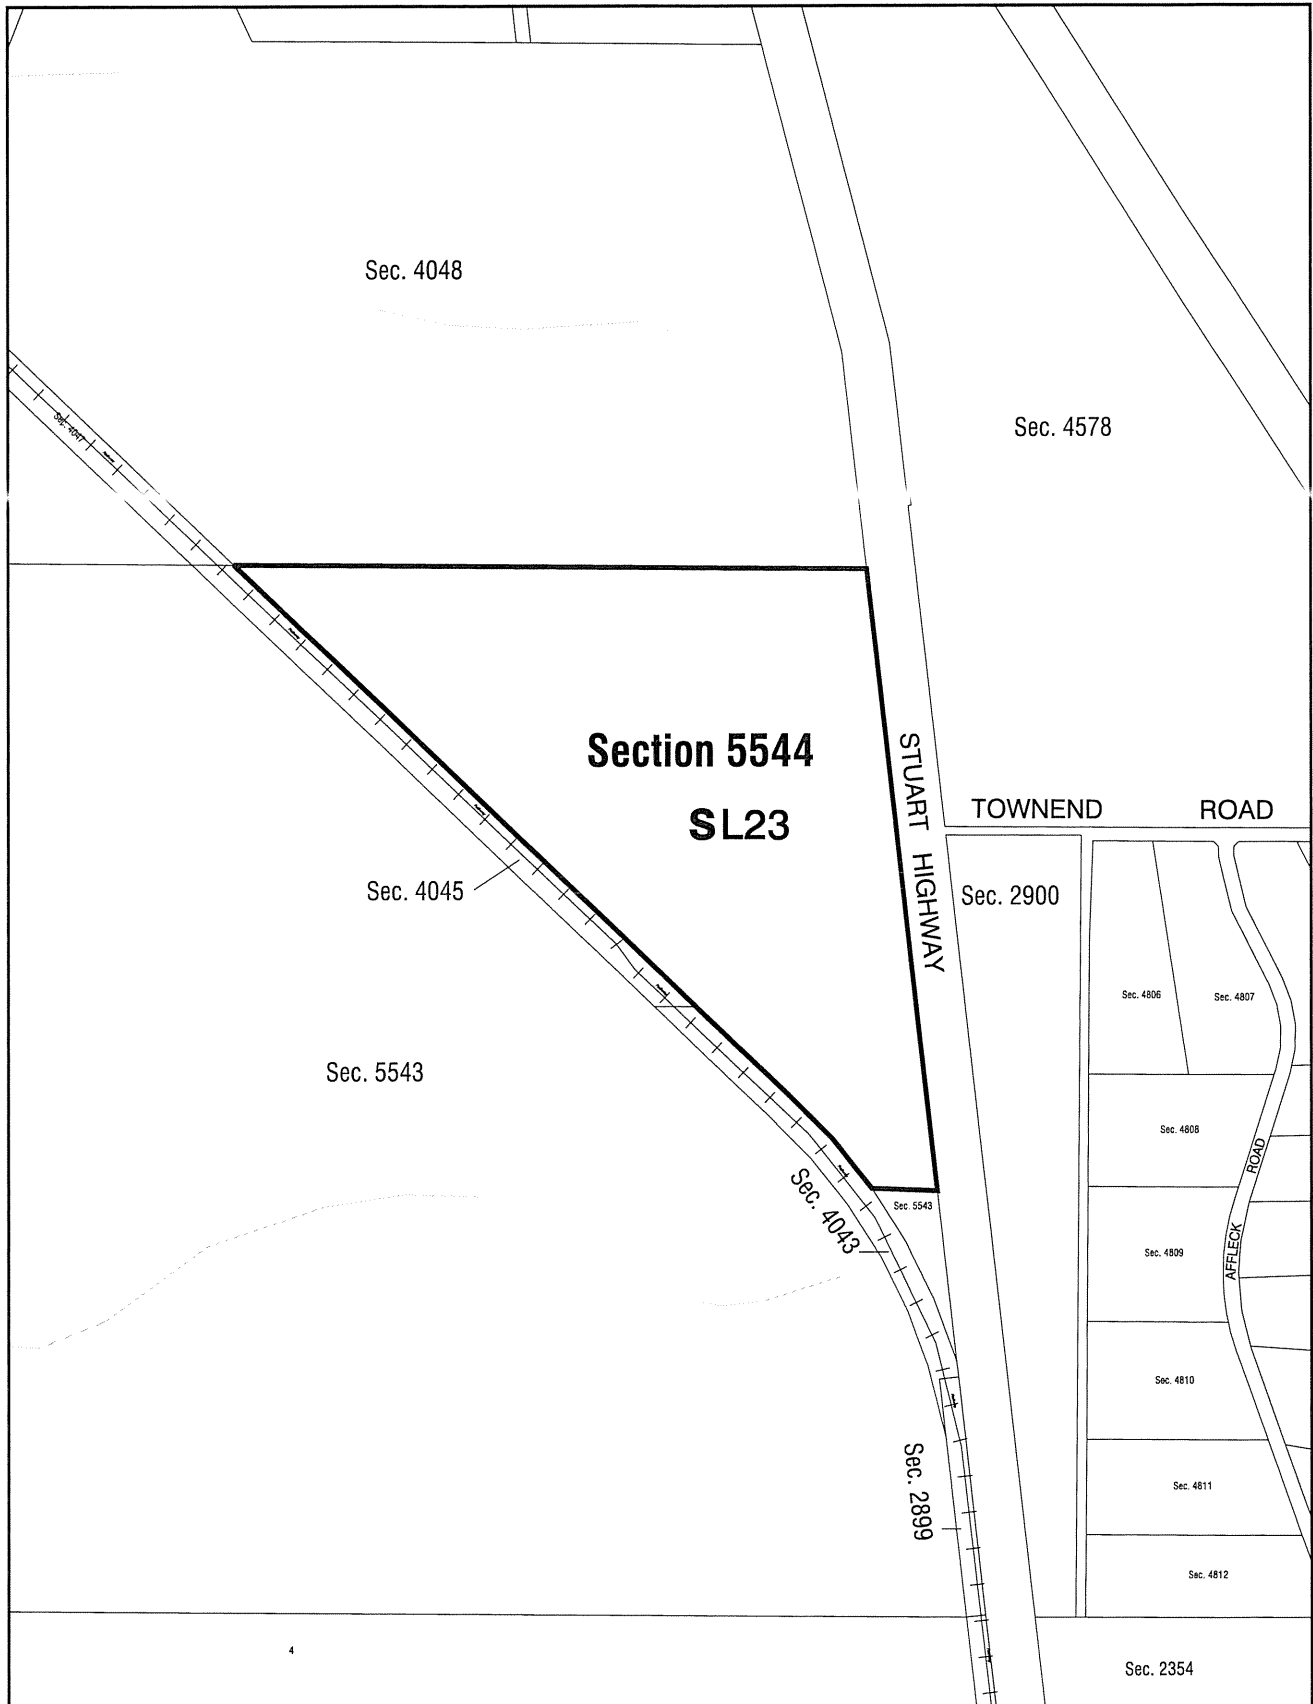 Sec. 4048
Sec. 4578
Sec. 4047
Section 5544
SL23
STUART HIGHWAY
TOWNEND ROAD
Sec. 4045
Sec. 2900
Sec. 4806
Sec. 4807
Sec. 5543
Sec. 4808
AFFLECK ROAD
Sec. 4043
Sec. 5543
Sec. 4809
Sec. 4810
Sec. 2899
Sec. 4811
Sec. 4812
4
Sec. 2354